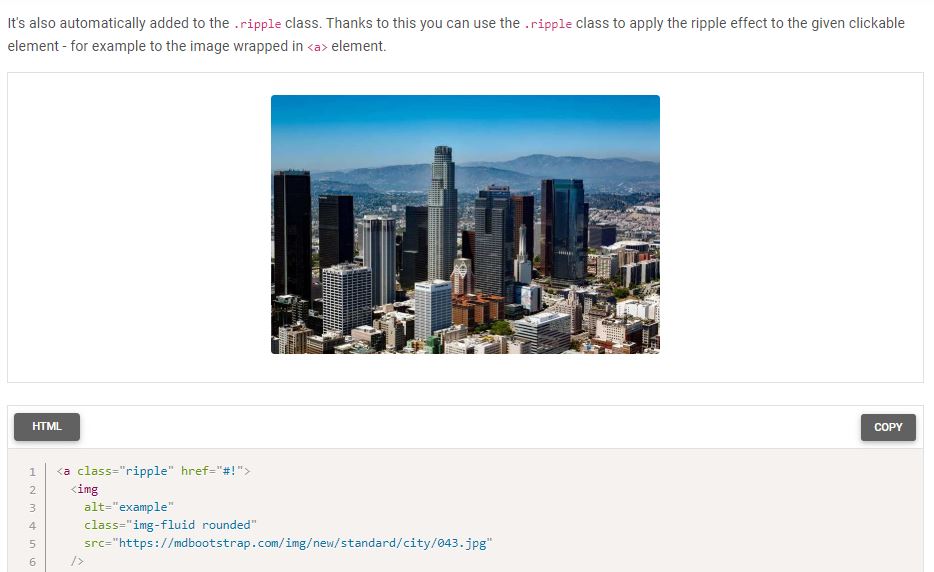 It's also automatically added to the .ripple class. Thanks to this you can use the .ripple class to apply the ripple effect to the given clickable
element - for example to the image wrapped in <a> element.
HTML
COPY
1 <a class="ripple" href="#!">
2 <img
3 alt="example"
4 class="img-fluid rounded"
5 src="https://mdbootstrap.com/img/new/standard/city/043.jpg"
6 />